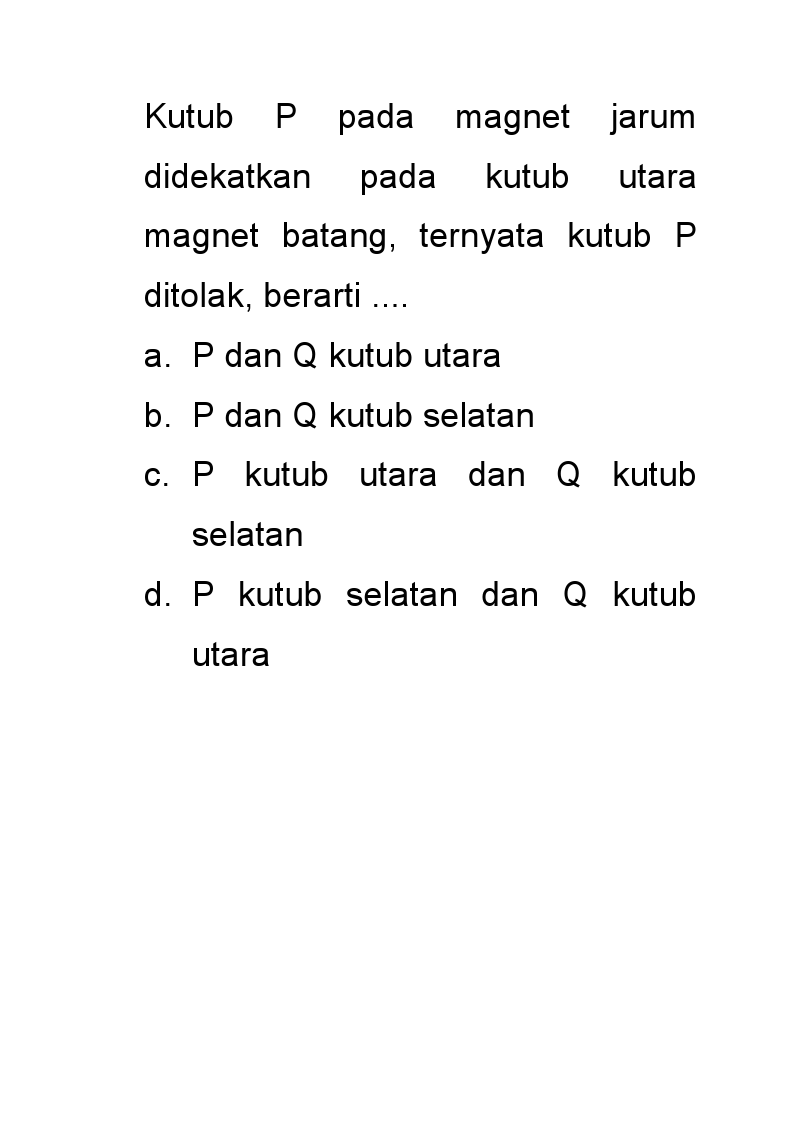 Kutub P pada magnet jarum
didekatkan pada kutub utara
magnet batang, ternyata kutub P
ditolak, berarti ....
a. P dan Q kutub utara
b. P dan Q kutub selatan
c. P kutub utara dan Q kutub
selatan
d. P kutub selatan dan Q kutub
utara